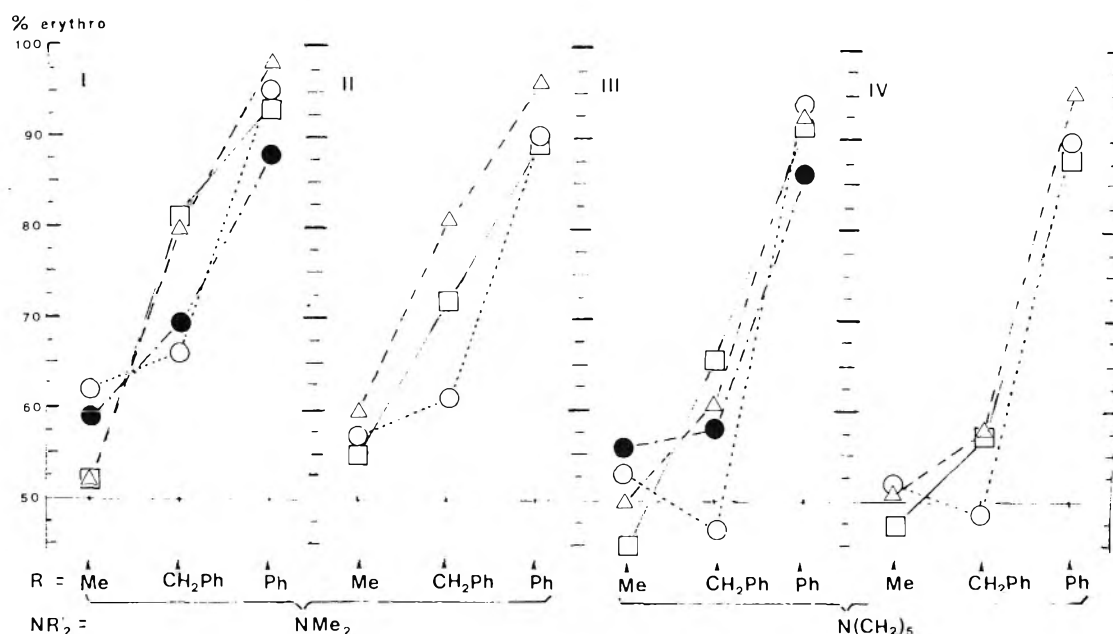 % erythro
100
90
80
70
60
50
I
II
III
IV
R = Me CH₂Ph Ph Me CH₂Ph Ph Me CH₂Ph Ph Me CH₂Ph Ph
NR'₂ = NMe₂ N(CH₂)₅